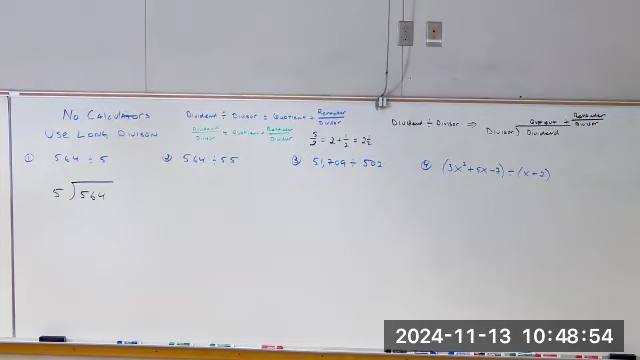 No Calculators
Use Long Divison
Dividend ÷ Divisor = Quotient + Remainder/Divisor
Dividend/Divisor = Quotient + Remainder/Divisor
5/2 = 2 + 1/2 = 2 1/2
Dividend ÷ Divisor ⇒ Divisor⟌Dividend Quotient + Remainder/Divisor
① 564 ÷ 5
② 564 ÷ 55
③ 51,709 ÷ 502
④ (3x² + 5x - 7) ÷ (x + 2)
5⟌564
2024-11-13 10:48:54